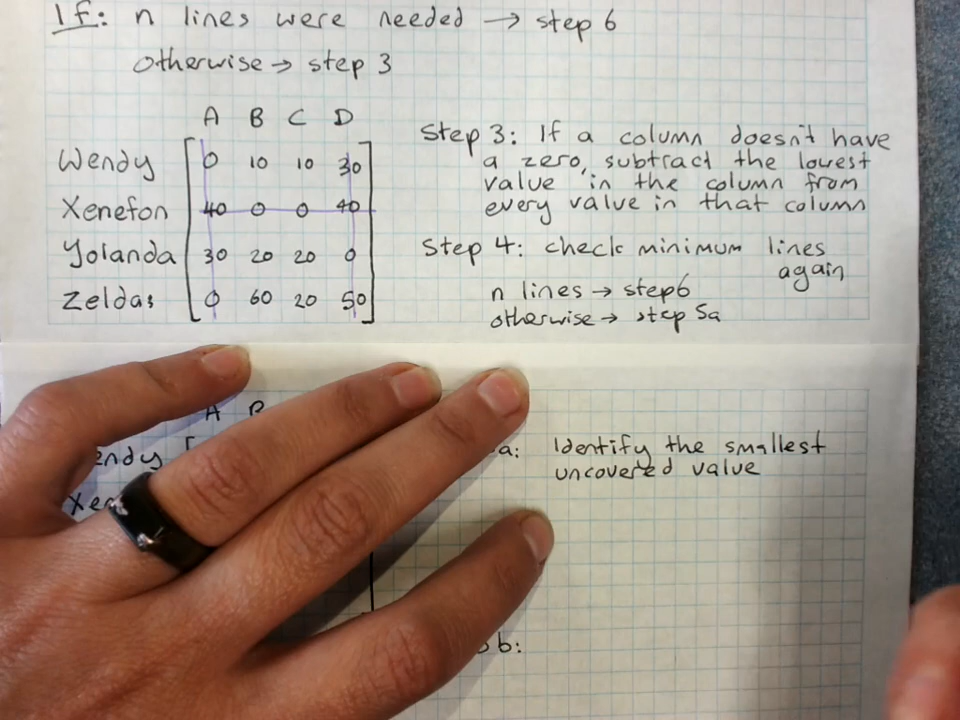 If: n lines were needed → step 6
otherwise → step 3
A B C D
Wendy 0 10 10 30
Xenefon 40 0 0 40
Yolanda 30 20 20 0
Zeldas 0 60 20 50
Step 3: If a column doesn't have
a zero, subtract the lowest
value in the column from
every value in that column
Step 4: check minimum lines
again
n lines → step6
otherwise → step 5a
A B
endy
Xe
a: Identify the smallest
uncovered value
b: